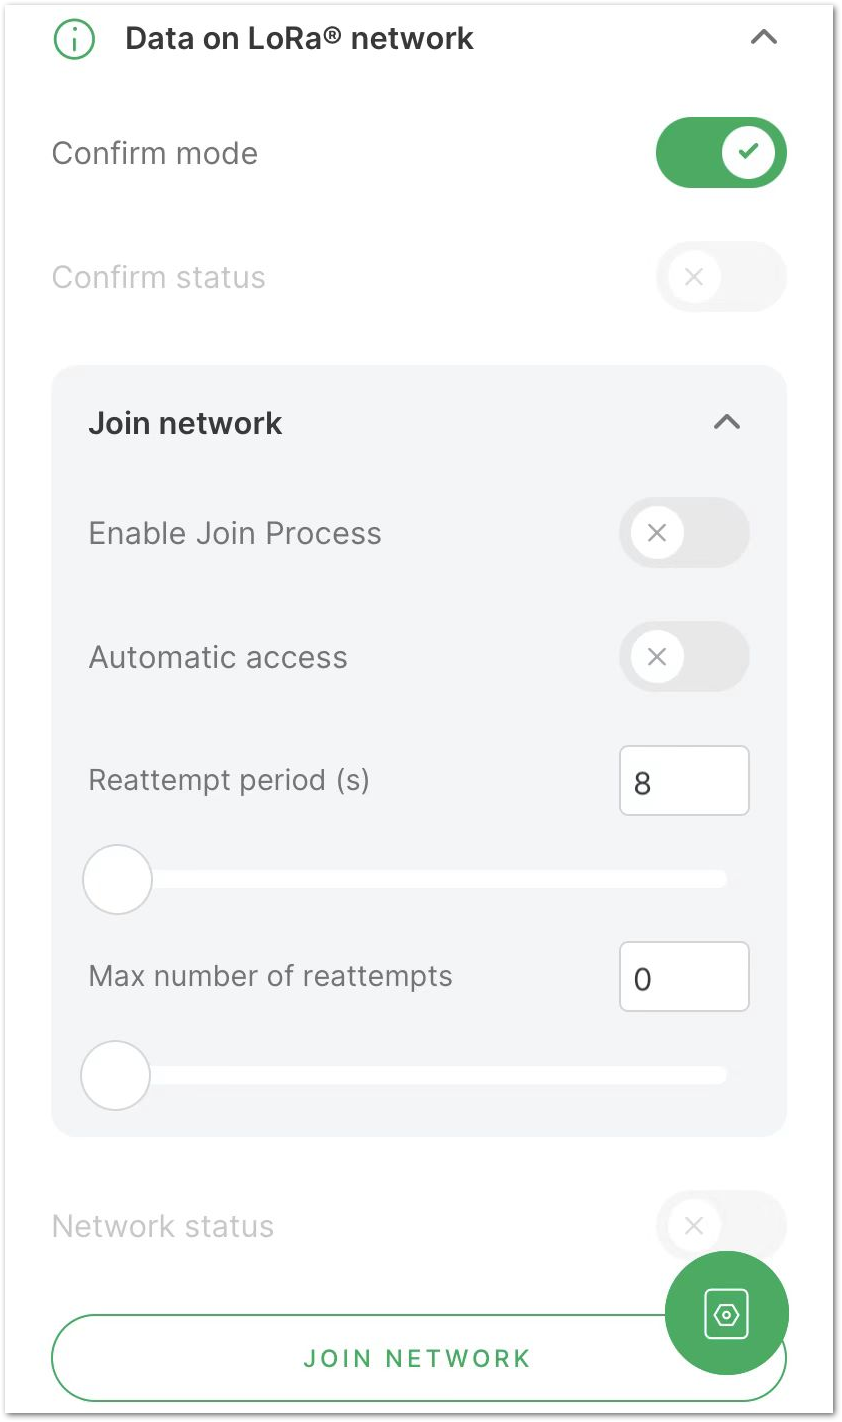 Data on LoRa® network
Confirm mode
Confirm status
Join network
Enable Join Process
Automatic access
Reattempt period (s)
8
Max number of reattempts
0
Network status
JOIN NETWORK